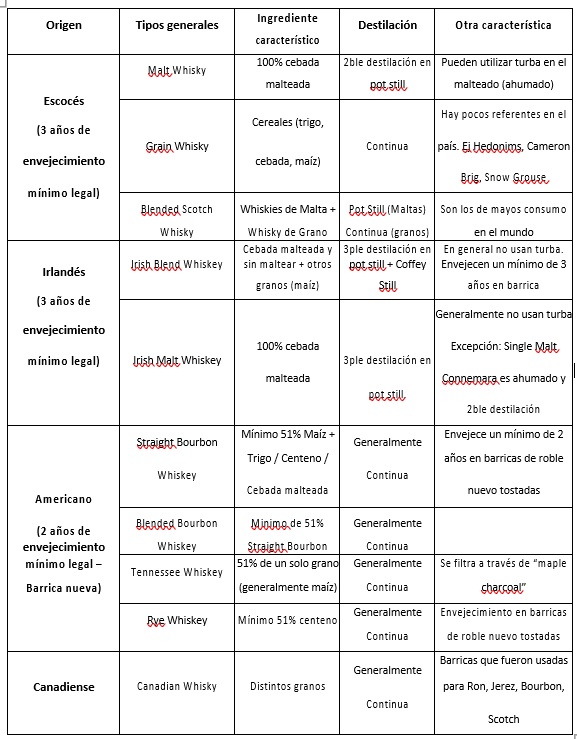 Origen
Tipos generales
Ingrediente
característico
Destilación
Otra característica
Escocés
(3 años de
envejecimiento
mínimo legal)
Malt Whisky
100% cebada
malteada
2ble destilación en
pot still
Pueden utilizar turba en el
malteado (ahumado)
Grain Whisky
Cereales (trigo,
cebada, maíz)
Continua
Hay pocos referentes en el
país. Ej Hedonims, Cameron
Brig, Snow Grouse
Blended Scotch
Whisky
Whiskies de Malta +
Whisky de Grano
Pot Still (Maltas)
Continua (granos)
Son los de mayos consumo
en el mundo
Irlandés
(3 años de
envejecimiento
mínimo legal)
Irish Blend Whiskey
Cebada malteada y
sin maltear + otros
granos (maíz)
3ple destilación en
pot still + Coffey
Still
En general no usan turba.
Envejecen un mínimo de 3
años en barrica
Irish Malt Whiskey
100% cebada
malteada
3ple destilación en
pot still
Generalmente no usan turba
Excepción: Single Malt
Connemara es ahumado y
2ble destilación
Americano
(2 años de
envejecimiento
mínimo legal –
Barrica nueva)
Straight Bourbon
Whiskey
Mínimo 51% Maíz +
Trigo / Centeno /
Cebada malteada
Generalmente
Continua
Envejece un mínimo de 2
años en barricas de roble
nuevo tostadas
Blended Bourbon
Whiskey
Minimo de 51%
Straight Bourbon
Generalmente
Continua
Tennessee Whiskey
51% de un solo grano
(generalmente maíz)
Generalmente
Continua
Se filtra a través de “maple
charcoal”
Rye Whiskey
Mínimo 51% centeno
Generalmente
Continua
Envejecimiento en barricas
de roble nuevo tostadas
Canadiense
Canadian Whisky
Distintos granos
Generalmente
Continua
Barricas que fueron usadas
para Ron, Jerez, Bourbon,
Scotch